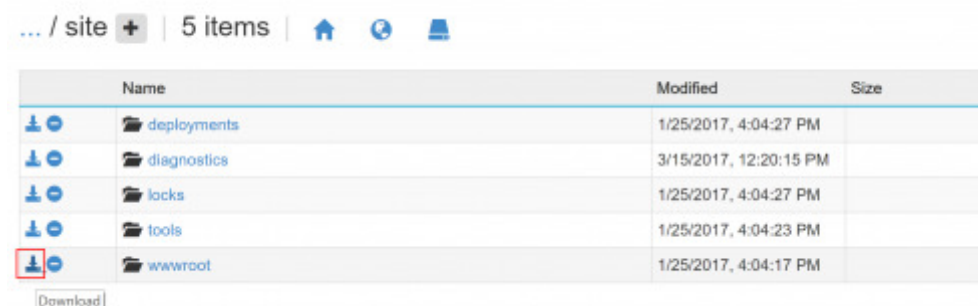 ... / site + | 5 items |
Name Modified Size
deployments 1/25/2017, 4:04:27 PM
diagnostics 3/15/2017, 12:20:15 PM
locks 1/25/2017, 4:04:27 PM
tools 1/25/2017, 4:04:23 PM
wwwroot 1/25/2017, 4:04:17 PM
Download